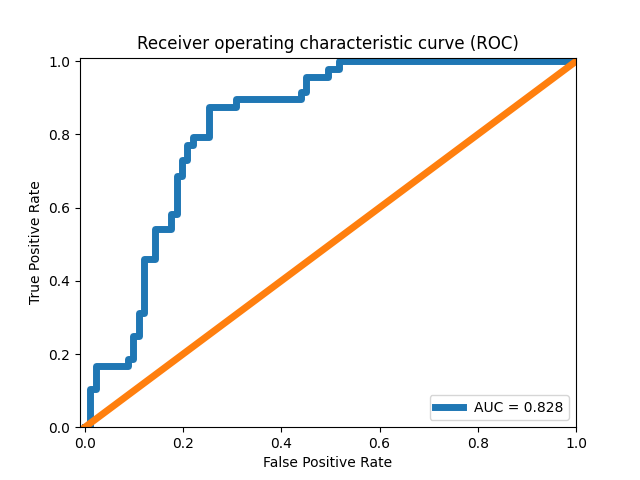 Receiver operating characteristic curve (ROC)
True Positive Rate
1.0
0.8
0.6
0.4
0.2
0.0
0.0 0.2 0.4 0.6 0.8 1.0
False Positive Rate
AUC = 0.828